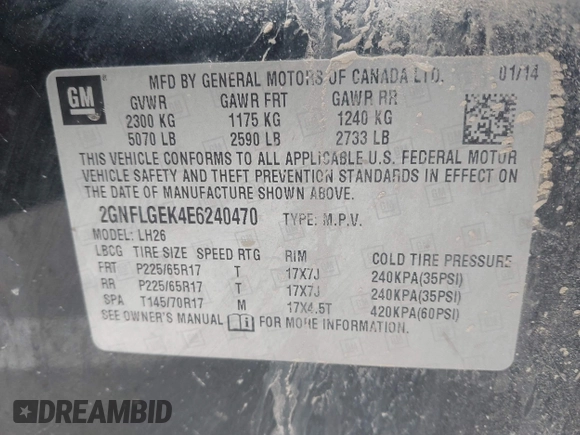 MFD BY GENERAL MOTORS OF CANADA LTD. 01/14
GM
GVWR GAWR FRT GAWR RR
2300 KG 1175 KG 1240 KG
5070 LB 2590 LB 2733 LB
THIS VEHICLE CONFORMS TO ALL APPLICABLE U.S. FEDERAL MOTOR
VEHICLE SAFETY AND THEFT PREVENTION STANDARDS IN EFFECT ON
THE DATE OF MANUFACTURE SHOWN ABOVE.
2GNFLGEK4E6240470 TYPE: M.P.V.
MODEL: LH26
LBCG TIRE SIZE SPEED RTG RIM COLD TIRE PRESSURE
FRT P225/65R17 T 17X7J 240KPA(35PSI)
RR P225/65R17 T 17X7J 240KPA(35PSI)
SPA T145/70R17 M 17X4.5T 420KPA(60PSI)
SEE OWNER'S MANUAL FOR MORE INFORMATION.
DREAMBID